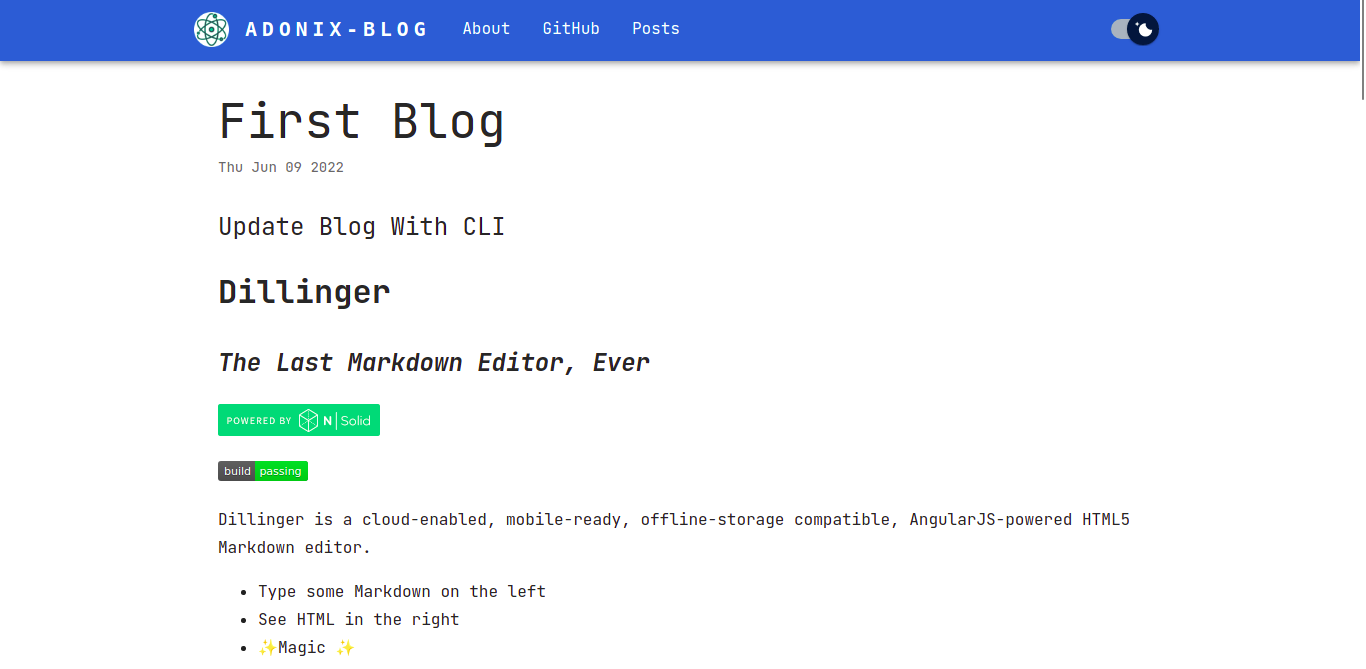 ADONIX-BLOG About GitHub Posts
First Blog
Thu Jun 09 2022
Update Blog With CLI
Dillinger
The Last Markdown Editor, Ever
POWERED BY N|Solid
build passing
Dillinger is a cloud-enabled, mobile-ready, offline-storage compatible, AngularJS-powered HTML5
Markdown editor.
• Type some Markdown on the left
• See HTML in the right
• ✨Magic ✨